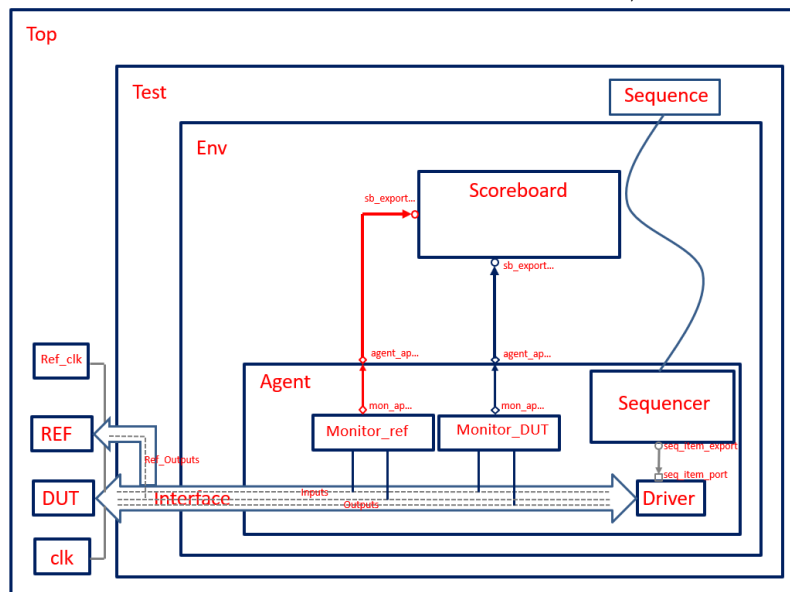 Top
Test
Sequence
Env
Scoreboard
sb_export...
sb_export...
Ref_clk
agent_ap...
agent_ap...
Agent
Sequencer
mon_ap...
mon_ap...
REF
Monitor_ref
Monitor_DUT
seq_item_export
Ref_Outputs
seq_item_port
DUT
Interface
Inputs
Outputs
Driver
clk